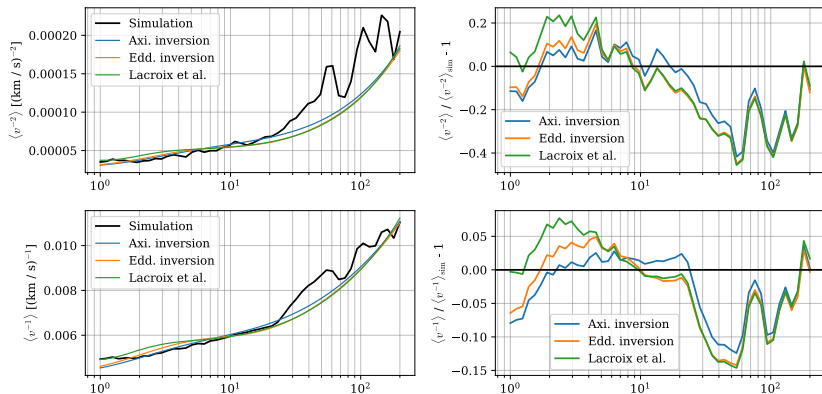 ⟨v⁻²⟩ [(km / s)⁻²]
0.00020
0.00015
0.00010
0.00005
Simulation
Axi. inversion
Edd. inversion
Lacroix et al.
10⁰
10¹
10²
⟨v⁻²⟩ / ⟨v⁻²⟩sim - 1
0.2
0.0
−0.2
−0.4
Axi. inversion
Edd. inversion
Lacroix et al.
10⁰
10¹
10²
⟨v⁻¹⟩ [(km / s)⁻¹]
0.010
0.008
0.006
Simulation
Axi. inversion
Edd. inversion
Lacroix et al.
10⁰
10¹
10²
⟨v⁻¹⟩ / ⟨v⁻¹⟩sim - 1
0.05
0.00
−0.05
−0.10
−0.15
Axi. inversion
Edd. inversion
Lacroix et al.
10⁰
10¹
10²